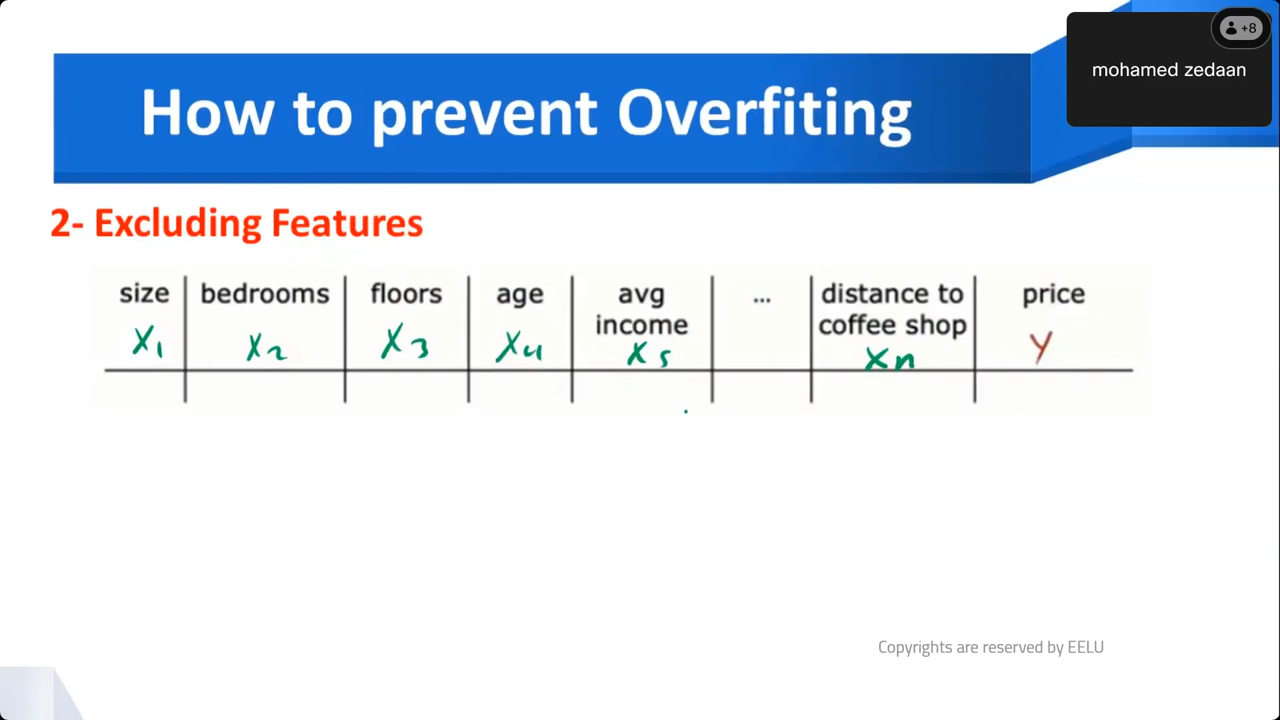 +8
mohamed zedaan
How to prevent Overfiting
2- Excluding Features
size bedrooms floors age avg income ... distance to coffee shop price
X1 X2 X3 X4 X5 Xn Y
Copyrights are reserved by EELU